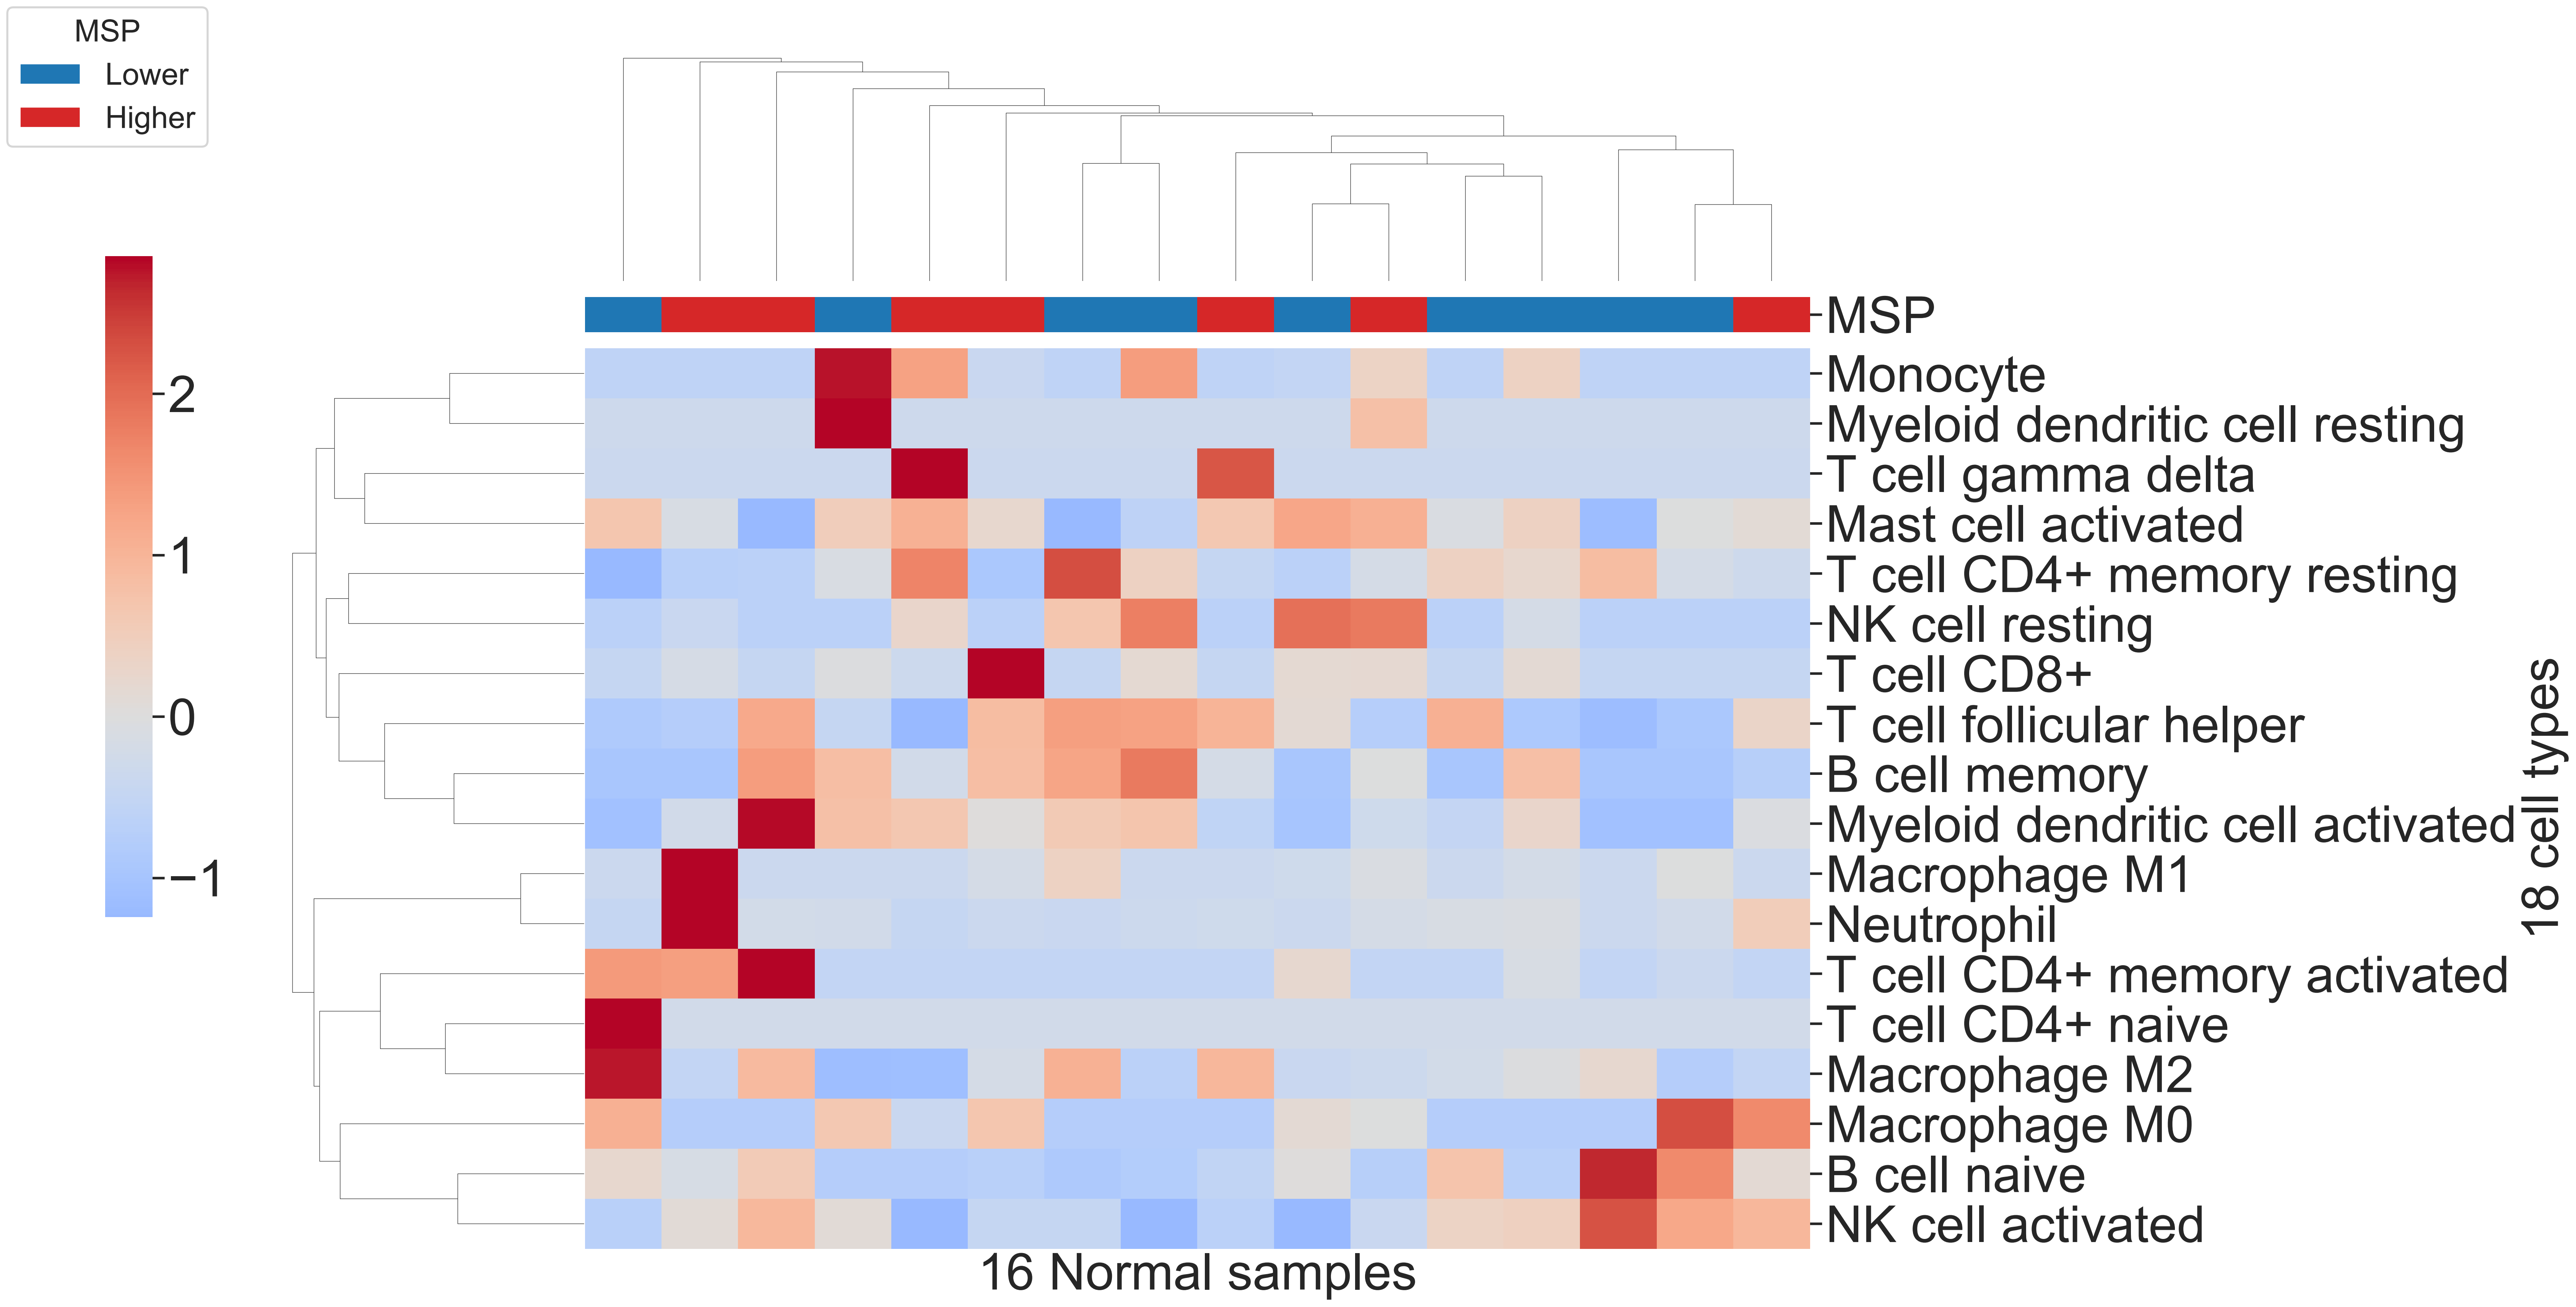 MSP
Lower
Higher
2
1
0
−1
MSP
Monocyte
Myeloid dendritic cell resting
T cell gamma delta
Mast cell activated
T cell CD4+ memory resting
NK cell resting
T cell CD8+
T cell follicular helper
B cell memory
Myeloid dendritic cell activated
Macrophage M1
Neutrophil
T cell CD4+ memory activated
T cell CD4+ naive
Macrophage M2
Macrophage M0
B cell naive
NK cell activated
18 cell types
16 Normal samples